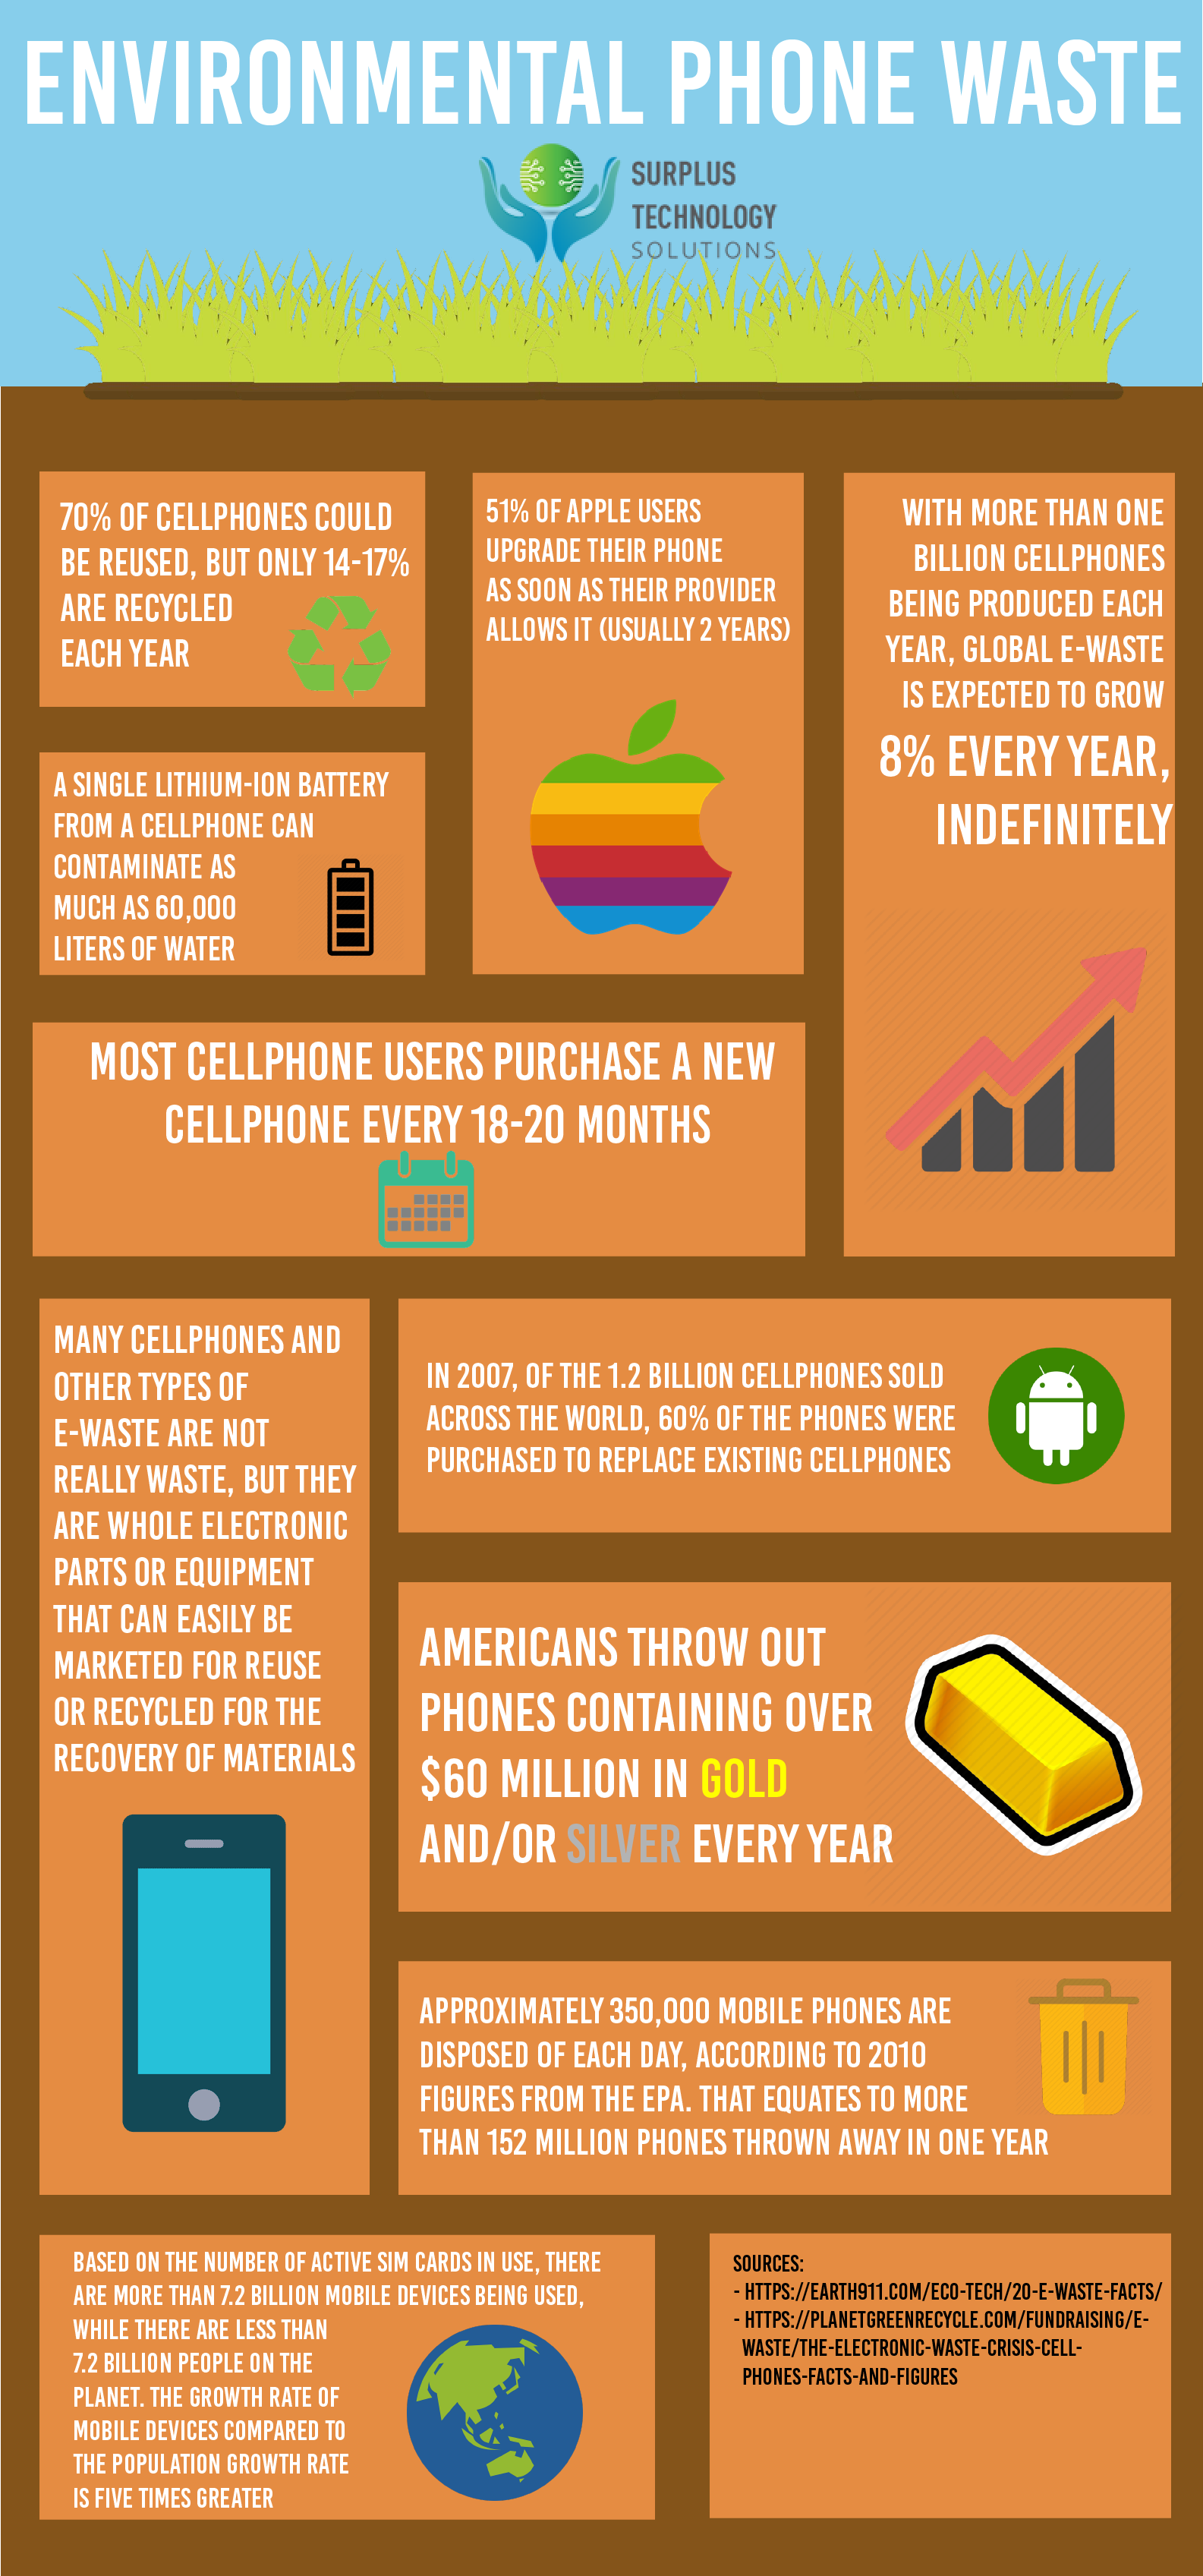 ENVIRONMENTAL PHONE WASTE
SURPLUS
TECHNOLOGY
SOLUTIONS
70% OF CELLPHONES COULD
BE REUSED, BUT ONLY 14-17%
ARE RECYCLED
EACH YEAR
51% OF APPLE USERS
UPGRADE THEIR PHONE
AS SOON AS THEIR PROVIDER
ALLOWS IT (USUALLY 2 YEARS)
WITH MORE THAN ONE
BILLION CELLPHONES
BEING PRODUCED EACH
YEAR, GLOBAL E-WASTE
IS EXPECTED TO GROW
8% EVERY YEAR,
INDEFINITELY
A SINGLE LITHIUM-ION BATTERY
FROM A CELLPHONE CAN
CONTAMINATE AS
MUCH AS 60,000
LITERS OF WATER
MOST CELLPHONE USERS PURCHASE A NEW
CELLPHONE EVERY 18-20 MONTHS
MANY CELLPHONES AND
OTHER TYPES OF
E-WASTE ARE NOT
REALLY WASTE, BUT THEY
ARE WHOLE ELECTRONIC
PARTS OR EQUIPMENT
THAT CAN EASILY BE
MARKETED FOR REUSE
OR RECYCLED FOR THE
RECOVERY OF MATERIALS
IN 2007, OF THE 1.2 BILLION CELLPHONES SOLD
ACROSS THE WORLD, 60% OF THE PHONES WERE
PURCHASED TO REPLACE EXISTING CELLPHONES
AMERICANS THROW OUT
PHONES CONTAINING OVER
$60 MILLION IN GOLD
AND/OR SILVER EVERY YEAR
APPROXIMATELY 350,000 MOBILE PHONES ARE
DISPOSED OF EACH DAY, ACCORDING TO 2010
FIGURES FROM THE EPA. THAT EQUATES TO MORE
THAN 152 MILLION PHONES THROWN AWAY IN ONE YEAR
BASED ON THE NUMBER OF ACTIVE SIM CARDS IN USE, THERE
ARE MORE THAN 7.2 BILLION MOBILE DEVICES BEING USED,
WHILE THERE ARE LESS THAN
7.2 BILLION PEOPLE ON THE
PLANET. THE GROWTH RATE OF
MOBILE DEVICES COMPARED TO
THE POPULATION GROWTH RATE
IS FIVE TIMES GREATER
SOURCES:
- HTTPS://EARTH911.COM/ECO-TECH/20-E-WASTE-FACTS/
- HTTPS://PLANETGREENRECYCLE.COM/FUNDRAISING/E-
WASTE/THE-ELECTRONIC-WASTE-CRISIS-CELL-
PHONES-FACTS-AND-FIGURES